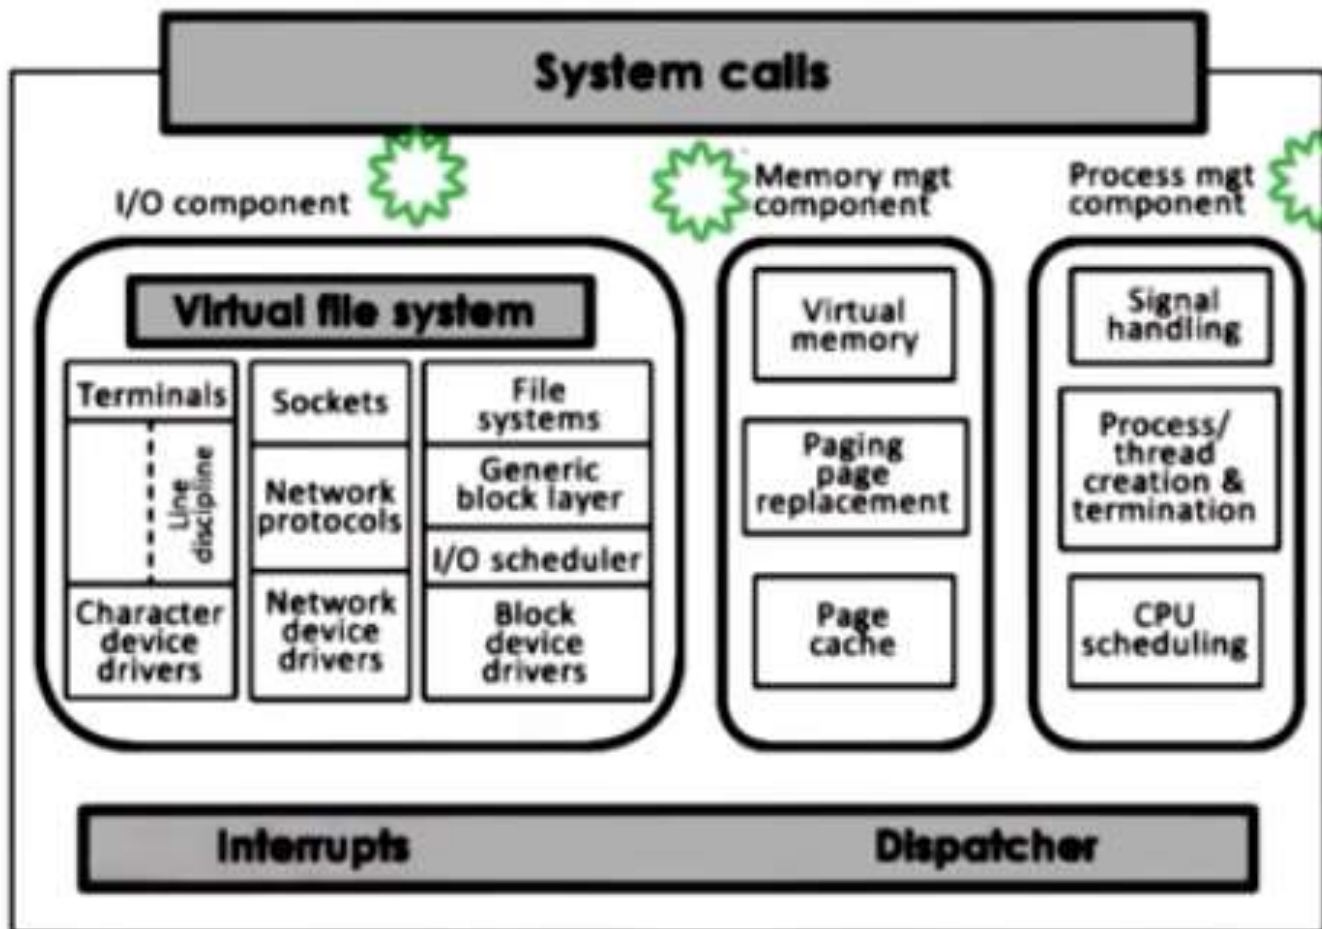 System calls
I/O component
Memory mgt
component
Process mgt
component
Virtual file system
Terminals
Line
discipline
Character
device
drivers
Sockets
Network
protocols
Network
device
drivers
File
systems
Generic
block layer
I/O scheduler
Block
device
drivers
Virtual
memory
Paging
page
replacement
Page
cache
Signal
handling
Process/
thread
creation &
termination
CPU
scheduling
Interrupts
Dispatcher